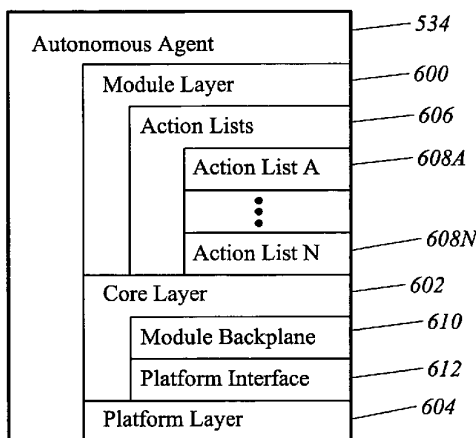 Autonomous Agent
534
Module Layer
600
Action Lists
606
Action List A
608A
Action List N
608N
Core Layer
602
Module Backplane
610
Platform Interface
612
Platform Layer
604